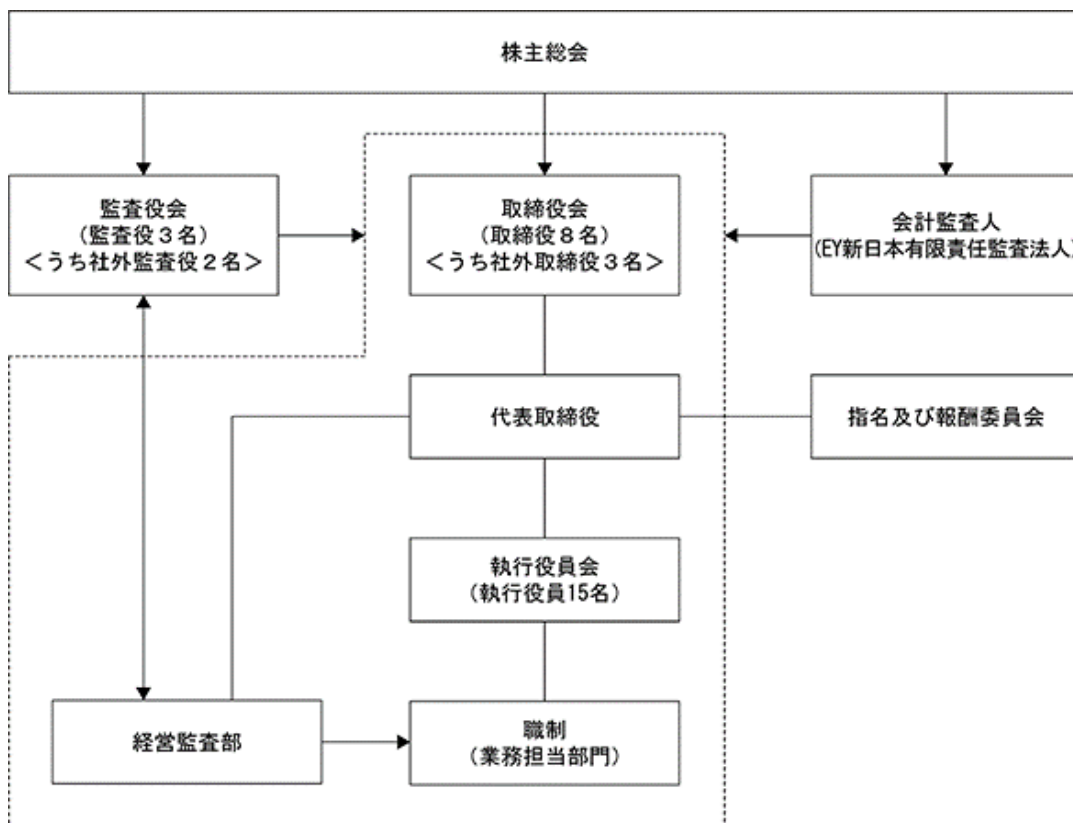 株主総会
監査役会
(監査役３名)
＜うち社外監査役２名＞
取締役会
(取締役８名)
＜うち社外取締役３名＞
会計監査人
(EY新日本有限責任監査法人)
代表取締役
指名及び報酬委員会
執行役員会
(執行役員15名)
経営監査部
職制
(業務担当部門)